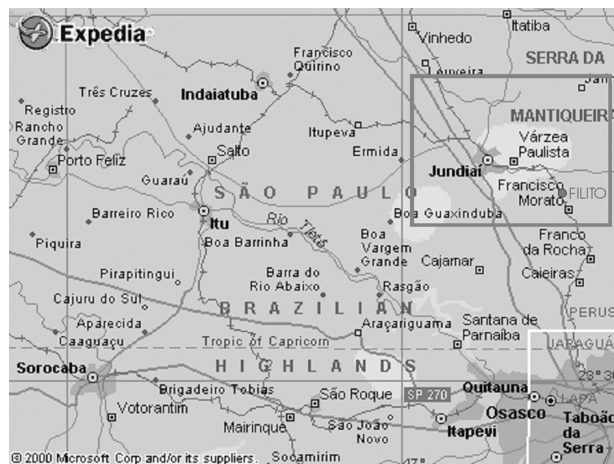 Expedia
Francisco
Quirino
Vinhedo
Itatiba
Louveira
SERRA DA
Três Cruzes
Indaiatuba
Registro
Rancho
Grande
Ajudante
Itupeva
MANTIQUEIR
Várzea
Paulista
Porto Feliz
Salto
Ermida
Jundiaí
Guaraú
SÃO PAULO
Francisco
Morato
FILITO
Barreiro Rico
Itu
Rio Tietê
Boa Guaxinduba
Piquira
Boa Barrinha
Boa
Vargem
Grande
Franco
da Rocha
Pirapitingui
Barra do
Rio Abaixo
Cajamar
Caieiras
Rasgão
Cajuru do Sul
BRAZILIAN
PERUS
Aparecida
Caaguaçu
Araçariguama
Santana de
Parnaiba
Tropic of Capricorn
JARAGUÁ
HIGHLANDS
Sorocaba
Brigadeiro Tobias
SP 270
Quitauna
LAPA
Votorantim
São Roque
Osasco
Mairinque
São João
Novo
Itapevi
Taboão
da
Serra
© 2000 Microsoft Corp and/or its suppliers.
Socamirim
47°